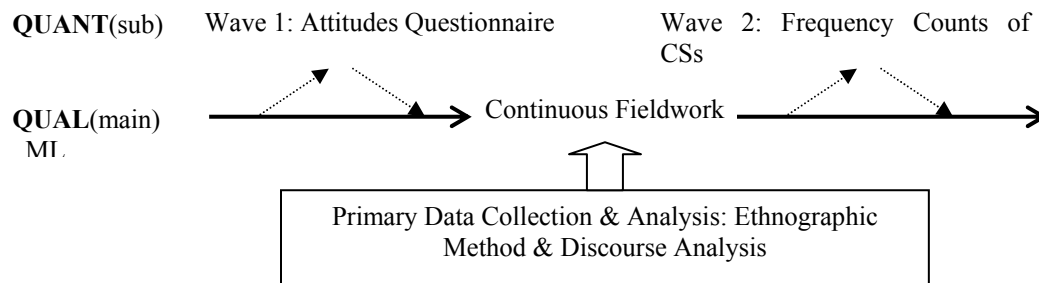 QUANT(sub) Wave 1: Attitudes Questionnaire
Wave 2: Frequency Counts of
CSs
QUAL(main)
Continuous Fieldwork
Primary Data Collection & Analysis: Ethnographic
Method & Discourse Analysis